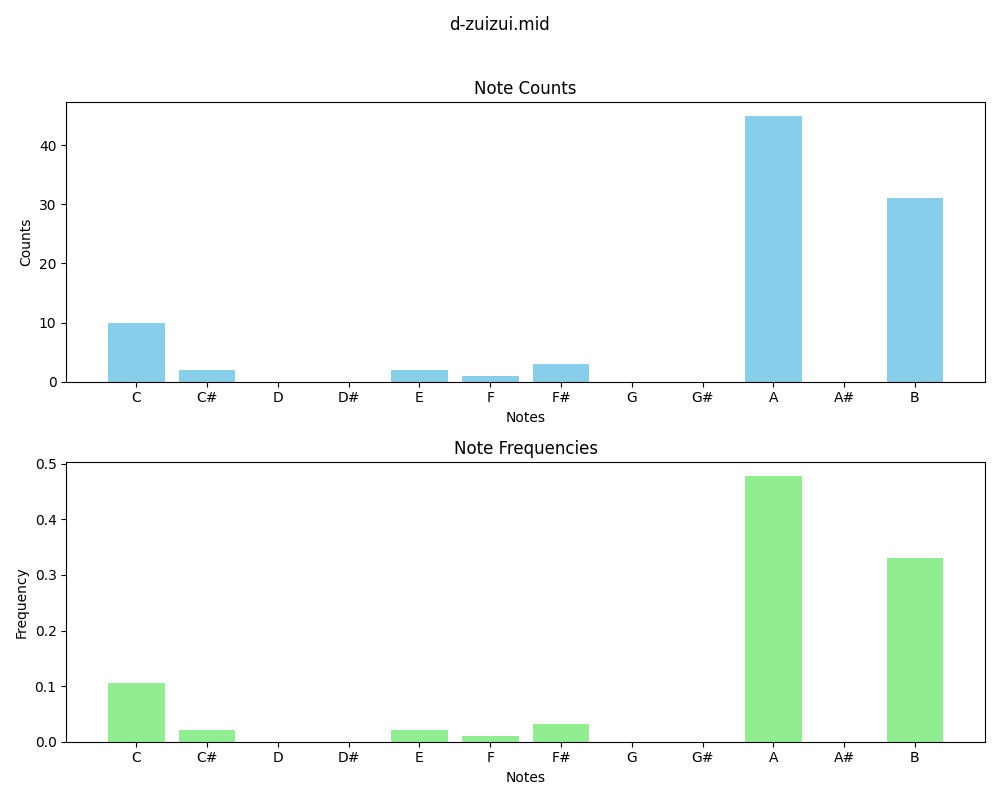 d-zuizui.mid
Note Counts
40
30
20
10
0
Counts
C C# D D# E F F# G G# A A# B
Notes
Note Frequencies
0.5
0.4
0.3
0.2
0.1
0.0
Frequency
C C# D D# E F F# G G# A A# B
Notes